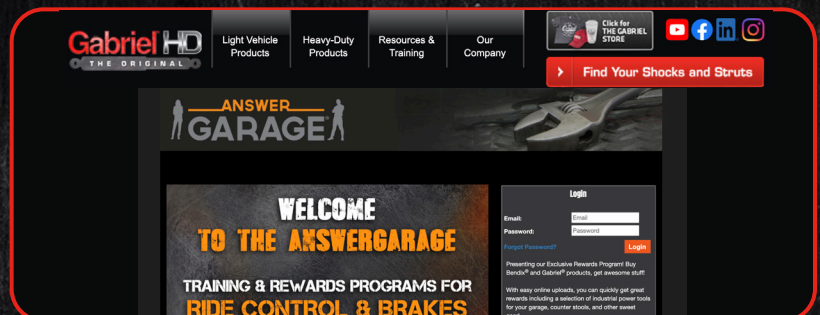 Gabriel HD
THE ORIGINAL
Light Vehicle
Products
Heavy-Duty
Products
Resources &
Training
Our
Company
Click for
THE GABRIEL
STORE
Find Your Shocks and Struts
ANSWER
GARAGE
WELCOME
TO THE ANSWERGARAGE
TRAINING & REWARDS PROGRAMS FOR
RIDE CONTROL & BRAKES
Login
Email:
Email
Password:
Password
Forgot Password?
Login
Presenting our Exclusive Rewards Program! Buy
Bendix® and Gabriel® products, get awesome stuff!
With easy online uploads, you can quickly get great
rewards including a selection of industrial power tools
for your garage, counter stools, and other sweet